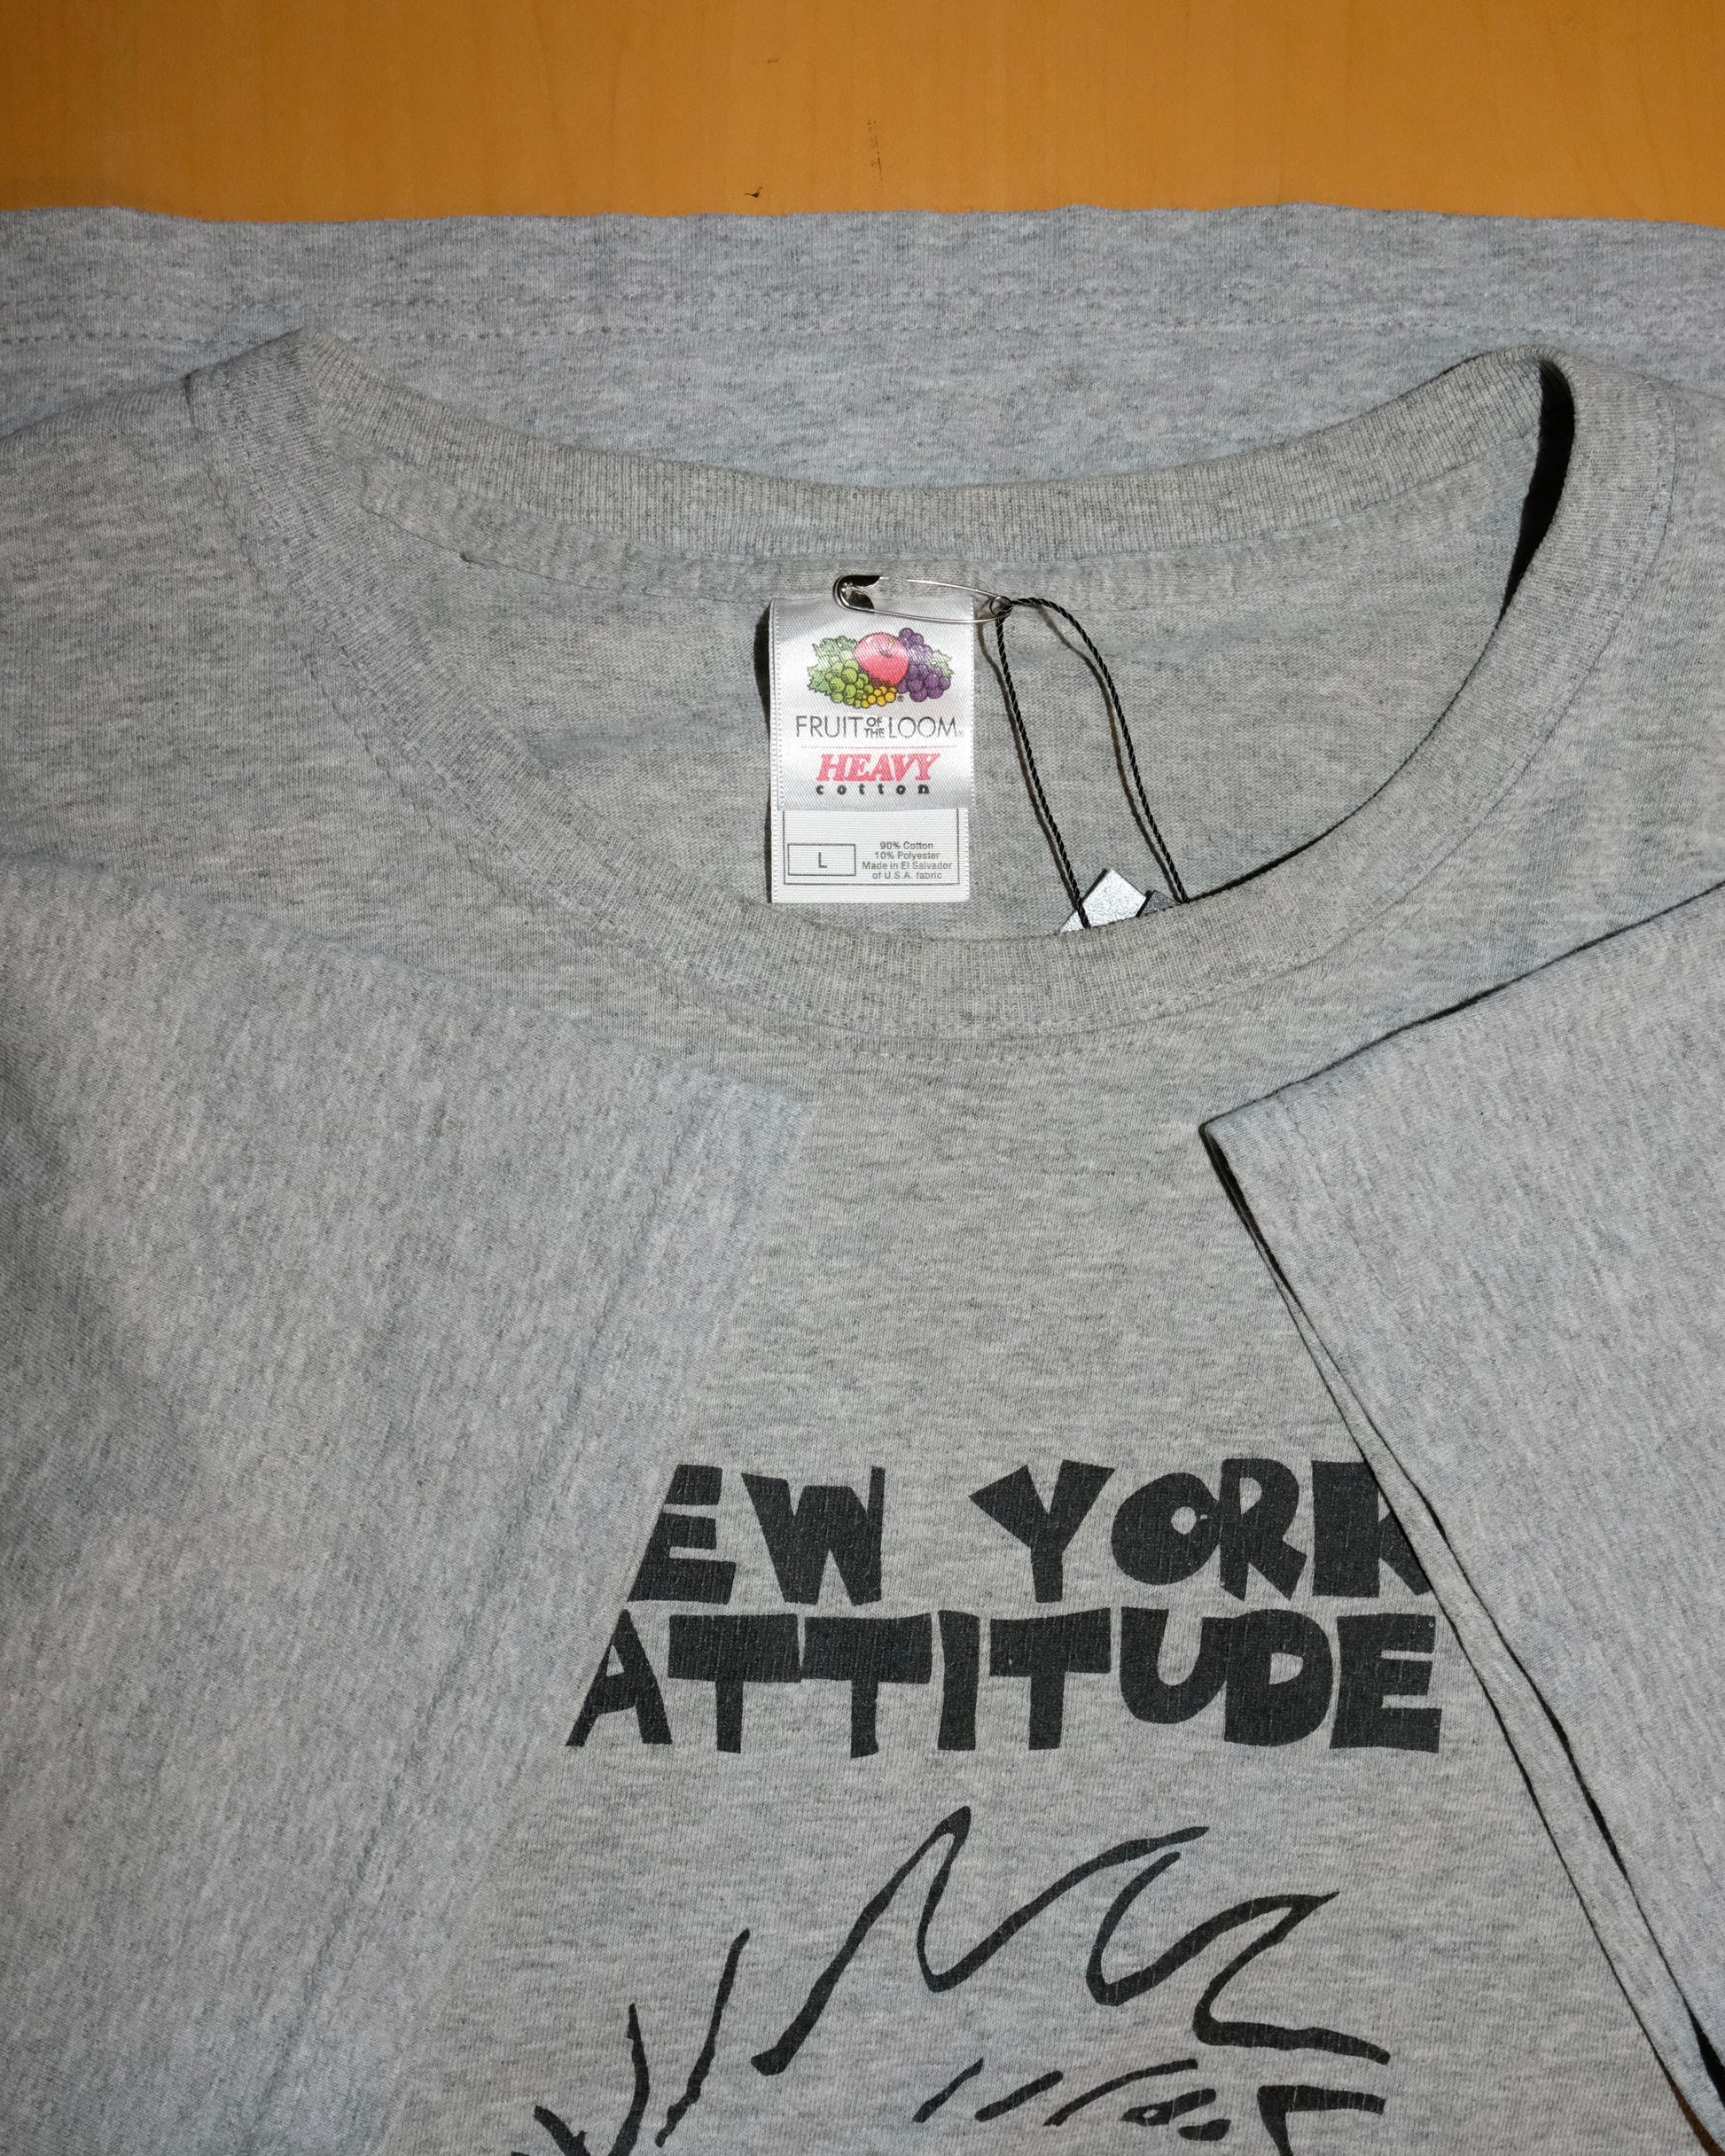 FRUIT OF THE LOOM®
HEAVY
cotton
L
90% Cotton
10% Polyester
Made in El Salvador
of U.S.A. fabric
EW YORK
ATTITUDE